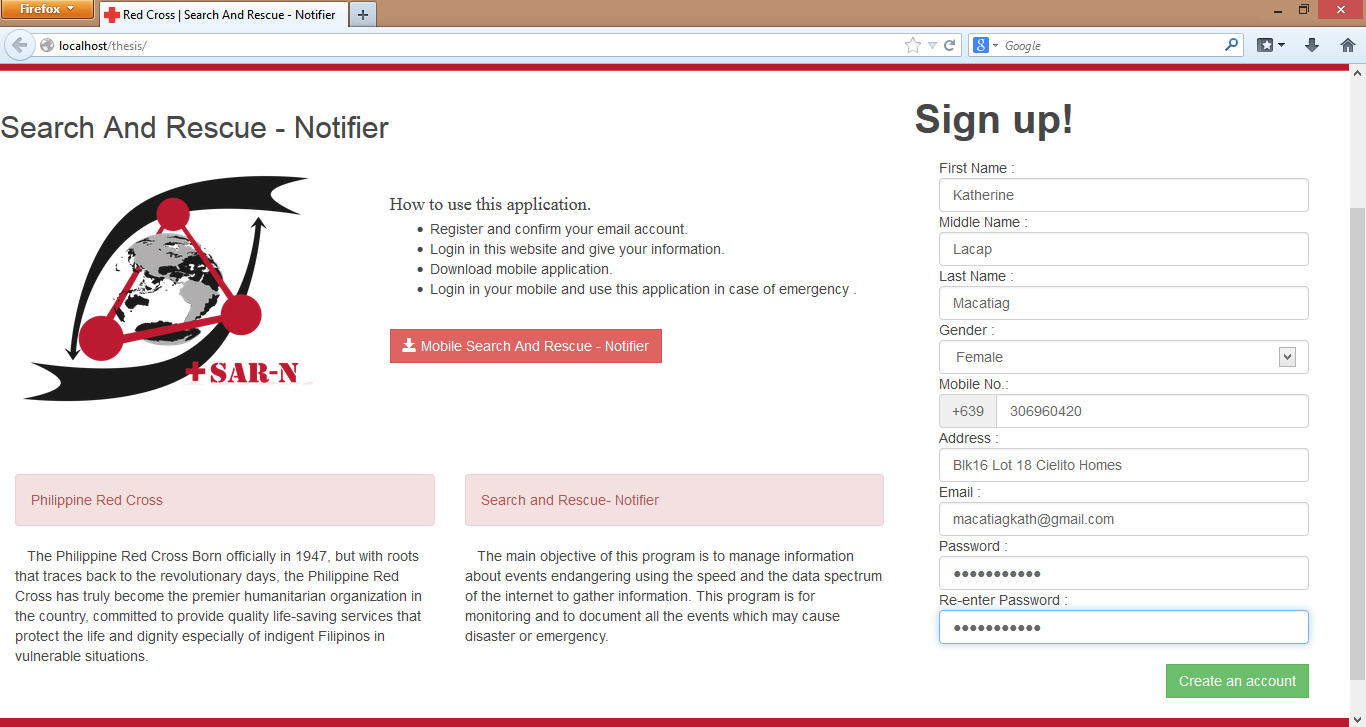 Firefox
Red Cross | Search And Rescue - Notifier
localhost/thesis/
Google
Search And Rescue - Notifier
+SAR-N
How to use this application.
Register and confirm your email account.
Login in this website and give your information.
Download mobile application.
Login in your mobile and use this application in case of emergency .
Mobile Search And Rescue - Notifier
Philippine Red Cross
The Philippine Red Cross Born officially in 1947, but with roots
that traces back to the revolutionary days, the Philippine Red
Cross has truly become the premier humanitarian organization in
the country, committed to provide quality life-saving services that
protect the life and dignity especially of indigent Filipinos in
vulnerable situations.
Search and Rescue- Notifier
The main objective of this program is to manage information
about events endangering using the speed and the data spectrum
of the internet to gather information. This program is for
monitoring and to document all the events which may cause
disaster or emergency.
Sign up!
First Name :
Katherine
Middle Name :
Lacap
Last Name :
Macatiag
Gender :
Female
Mobile No.:
+639 306960420
Address :
Blk16 Lot 18 Cielito Homes
Email :
macatiagkath@gmail.com
Password :
●●●●●●●●●●●
Re-enter Password :
●●●●●●●●●●●
Create an account